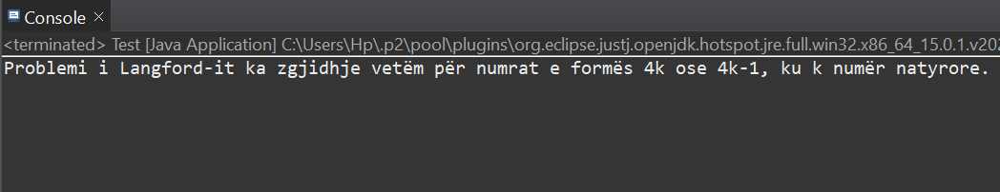 Console
<terminated> Test [Java Application] C:\Users\Hp\.p2\pool\plugins\org.eclipse.justj.openjdk.hotspot.jre.full.win32.x86_64_15.0.1.v202
Problemi i Langford-it ka zgjidhje vetëm për numrat e formës 4k ose 4k-1, ku k numër natyrore.